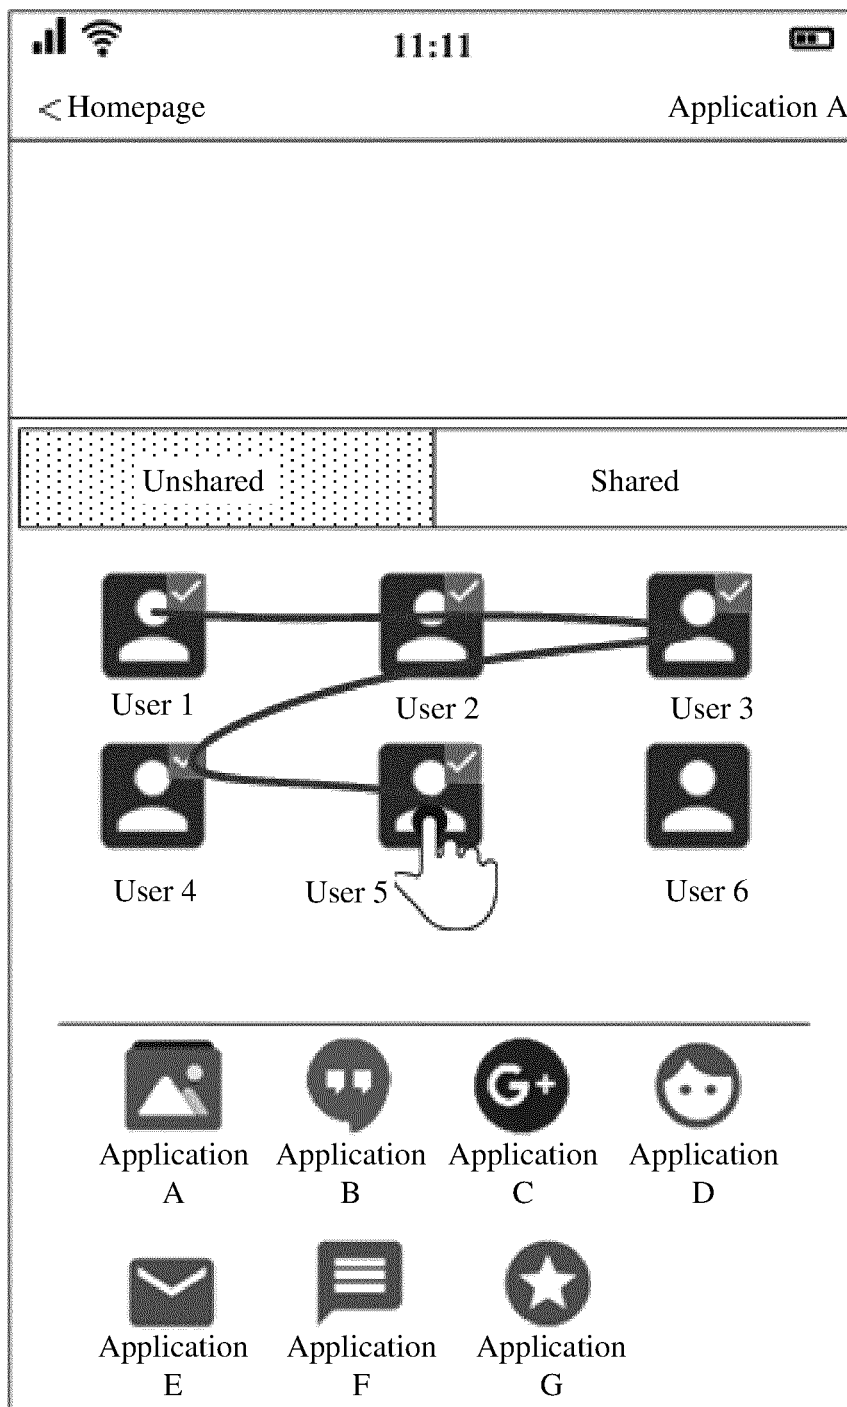 11:11
< Homepage Application A
Unshared Shared
User 1 User 2 User 3
User 4 User 5 User 6
G+
Application Application Application Application
A B C D
Application Application Application
E F G